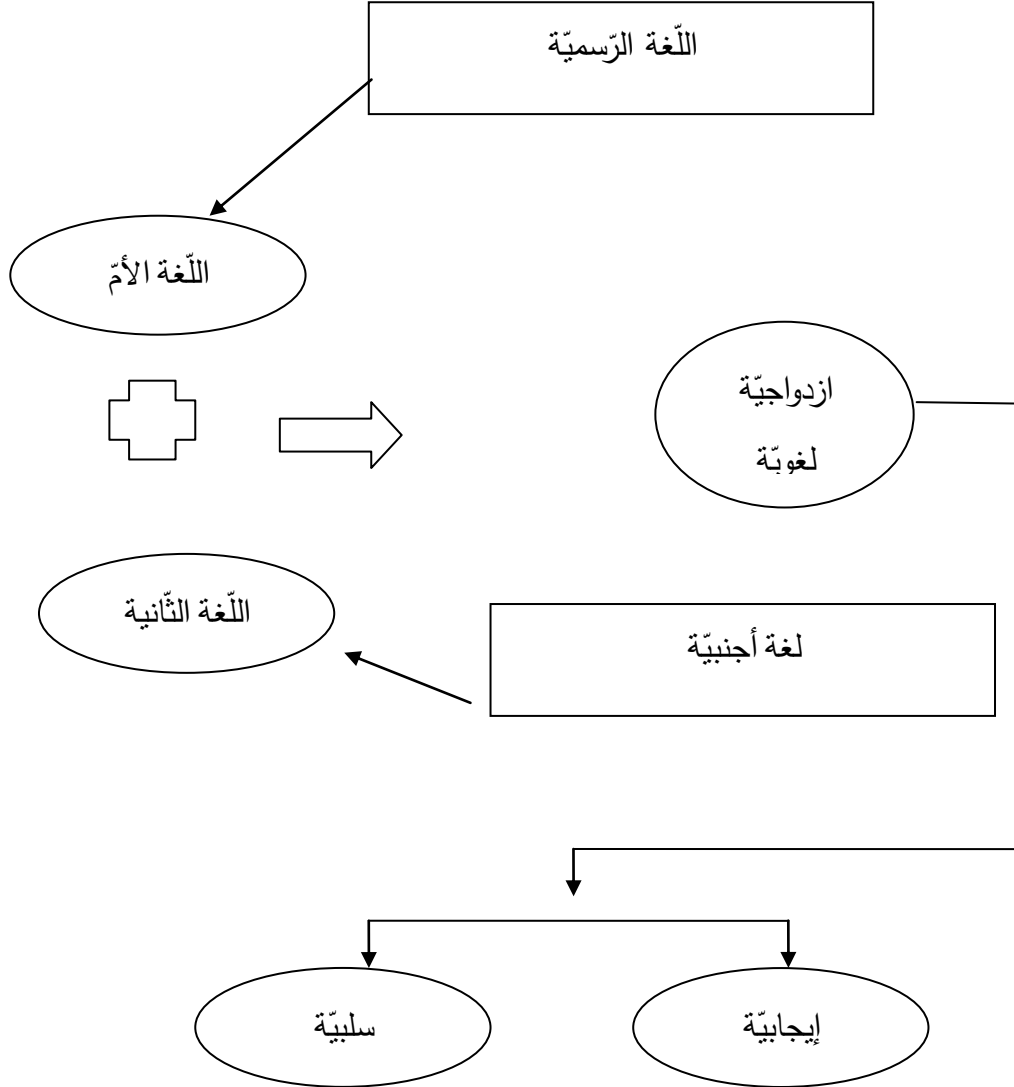 اللّغة الرّسميّة
اللّغة الأمّ
ازدواجيّة
لغويّة
اللّغة الثّانية
لغة أجنبيّة
إيجابيّة
سلبيّة